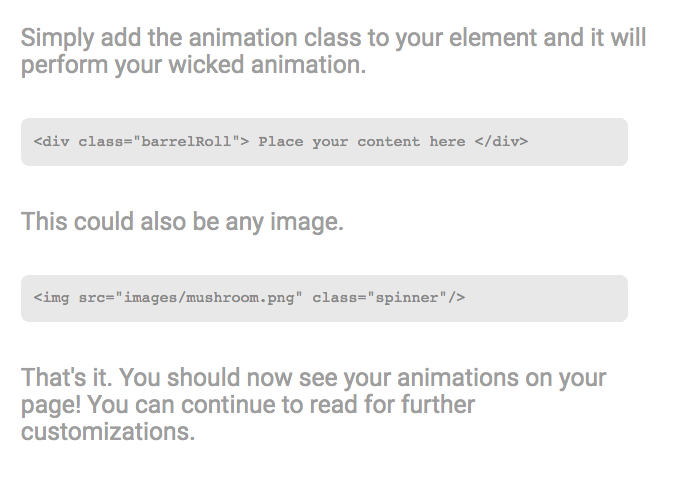 Simply add the animation class to your element and it will
perform your wicked animation.
<div class="barrelRoll"> Place your content here </div>
This could also be any image.
<img src="images/mushroom.png" class="spinner"/>
That's it. You should now see your animations on your
page! You can continue to read for further
customizations.